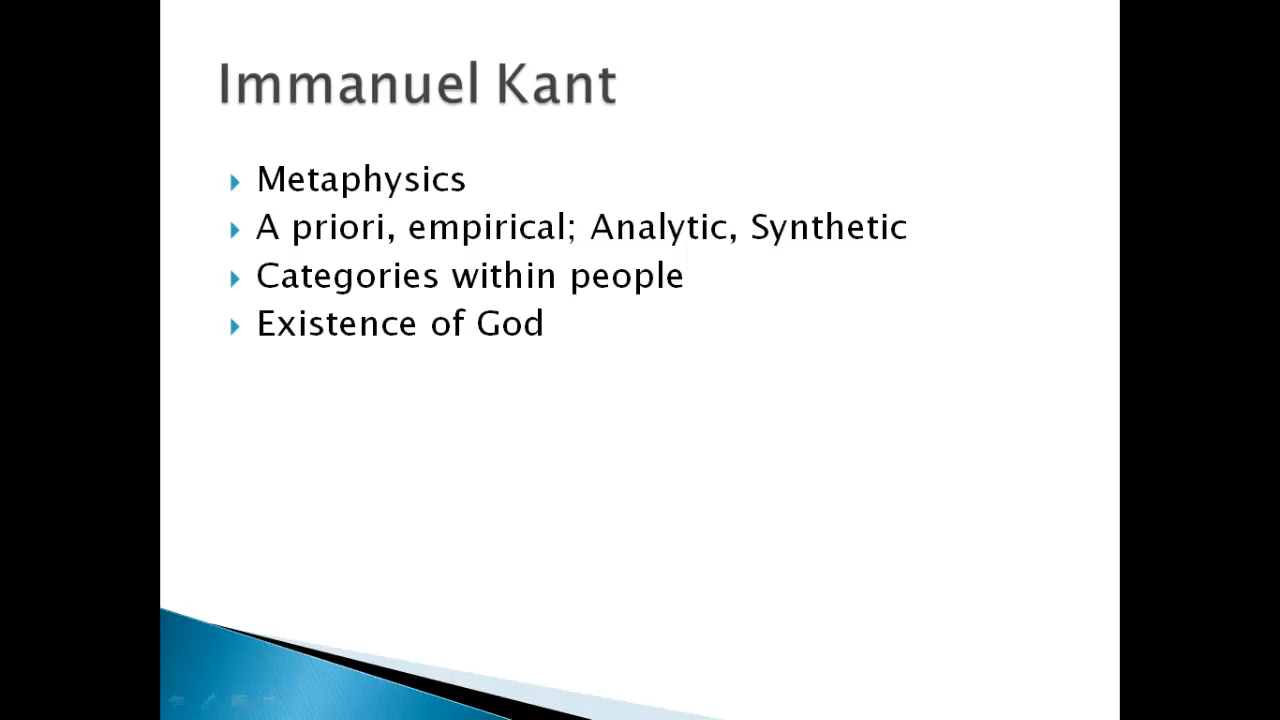 Immanuel Kant
Metaphysics
A priori, empirical; Analytic, Synthetic
Categories within people
Existence of God